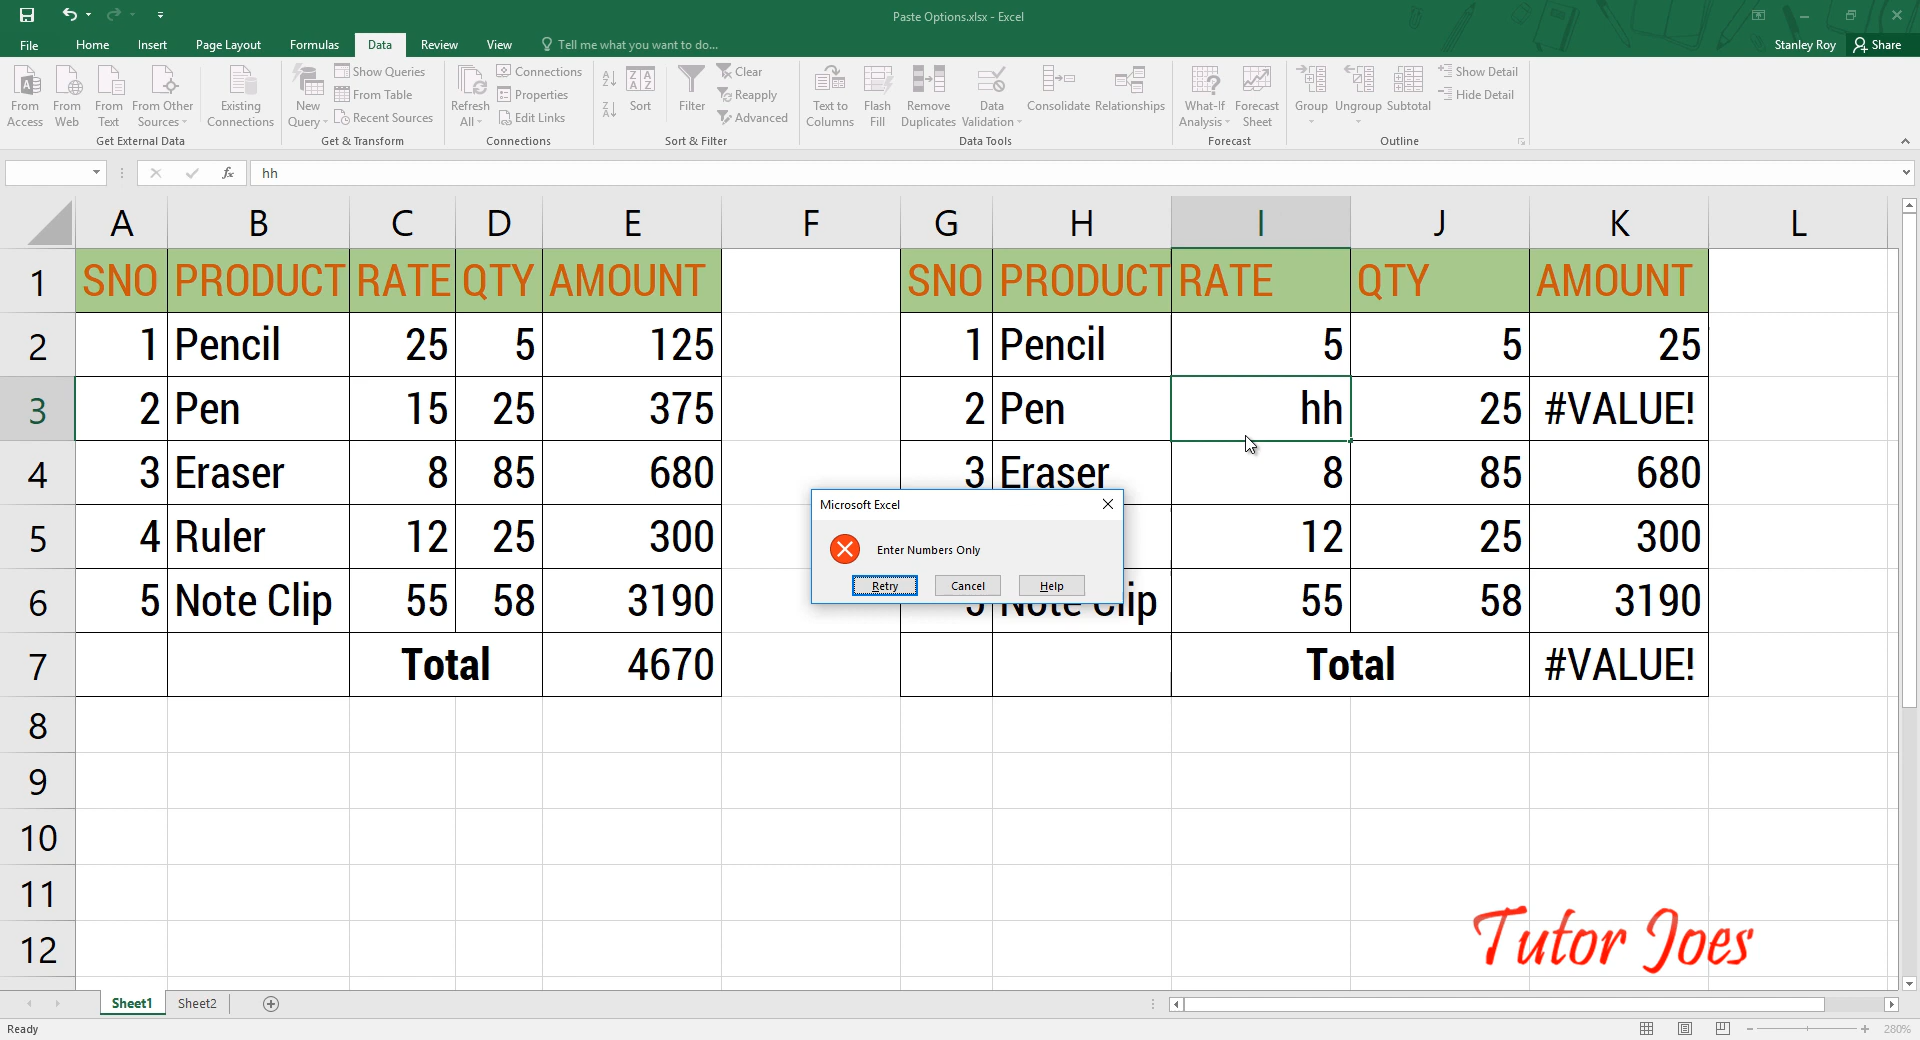 Paste Options.xlsx - Excel
File Home Insert Page Layout Formulas Data Review View Tell me what you want to do... Stanley Roy Share
From Access
From Web
From Text
From Other Sources
Existing Connections
New Query
Show Queries
From Table
Recent Sources
Refresh All
Connections
Properties
Edit Links
Sort
Filter
Clear
Reapply
Advanced
Text to Columns
Flash Fill
Remove Duplicates
Data Validation
Consolidate
Relationships
What-If Analysis
Forecast Sheet
Group
Ungroup
Subtotal
Show Detail
Hide Detail
Get External Data Get & Transform Connections Sort & Filter Data Tools Forecast Outline
fx hh
A B C D E F G H I J K L
1 SNO PRODUCT RATE QTY AMOUNT SNO PRODUCT RATE QTY AMOUNT
2 1 Pencil 25 5 125 1 Pencil 5 5 25
3 2 Pen 15 25 375 2 Pen hh 25 #VALUE!
4 3 Eraser 8 85 680 3 Eraser 8 85 680
5 4 Ruler 12 25 300 12 25 300
6 5 Note Clip 55 58 3190 5 Note Clip 55 58 3190
7 Total 4670 Total #VALUE!
Microsoft Excel
Enter Numbers Only
Retry Cancel Help
8
9
10
11
12
Tutor Joes
Sheet1 Sheet2
Ready 280%